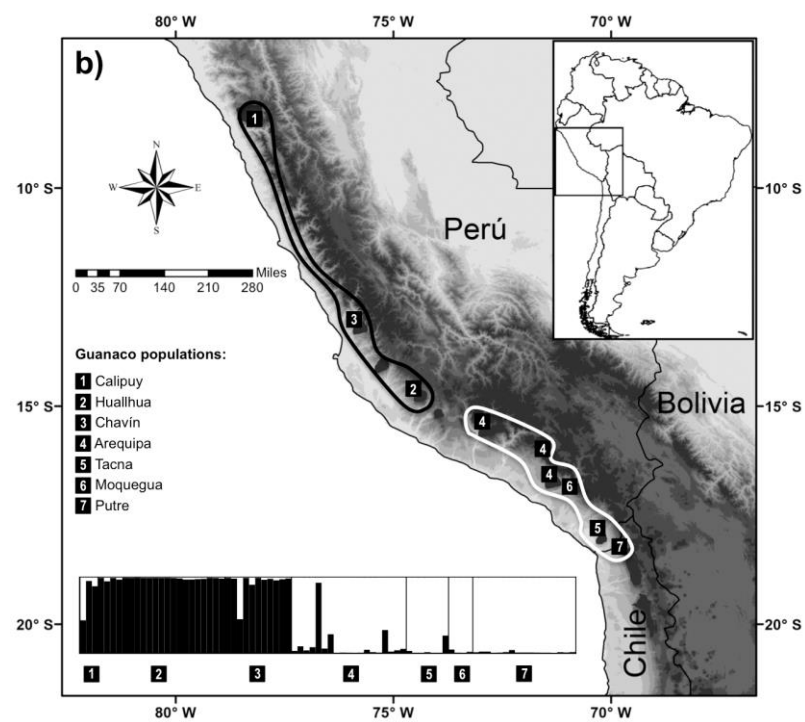 80° W 75° W 70° W
b)
N
W E
S
10° S
10° S
Perú
Miles
0 35 70 140 210 280
Guanaco populations:
1 Calipuy
2 Huallhua
3 Chavín
4 Arequipa
5 Tacna
6 Moquegua
7 Putre
1
3
2
15° S
15° S
Bolivia
4
4
4
6
5
7
20° S
20° S
Chile
1 2 3 4 5 6 7
80° W 75° W 70° W